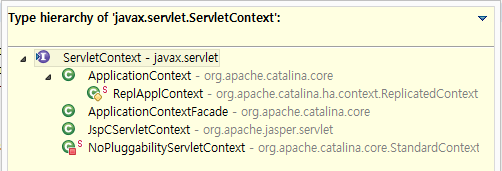 Type hierarchy of 'javax.servlet.ServletContext':
ServletContext - javax.servlet
ApplicationContext - org.apache.catalina.core
ReplApplContext - org.apache.catalina.ha.context.ReplicatedContext
ApplicationContextFacade - org.apache.catalina.core
JspCServletContext - org.apache.jasper.servlet
NoPluggabilityServletContext - org.apache.catalina.core.StandardContext